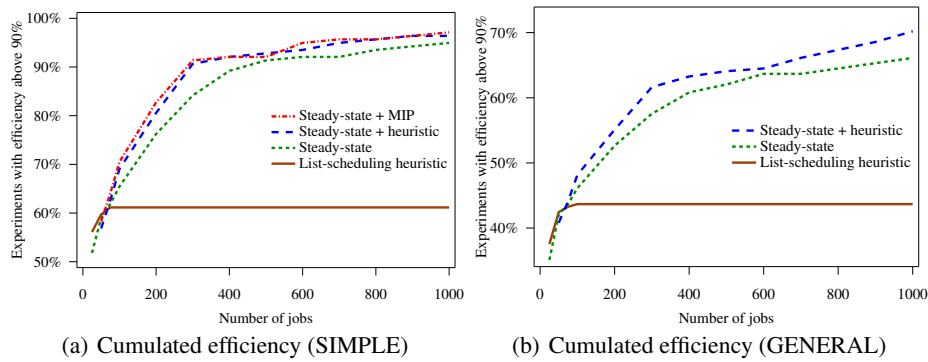 Experiments with efficiency above 90%
100%
90%
80%
70%
60%
50%
Steady-state + MIP
Steady-state + heuristic
Steady-state
List-scheduling heuristic
0
200
400
600
800
1000
Number of jobs
(a) Cumulated efficiency (SIMPLE)
Experiments with efficiency above 90%
70%
60%
50%
40%
Steady-state + heuristic
Steady-state
List-scheduling heuristic
0
200
400
600
800
1000
Number of jobs
(b) Cumulated efficiency (GENERAL)